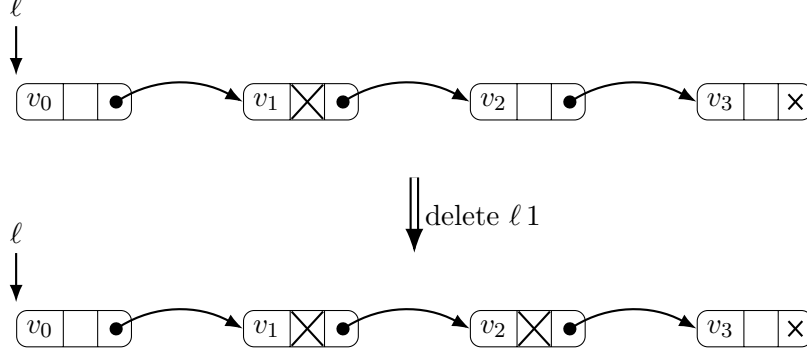 ℓ
v₀ v₁ v₂ v₃
delete ℓ 1
ℓ
v₀ v₁ v₂ v₃